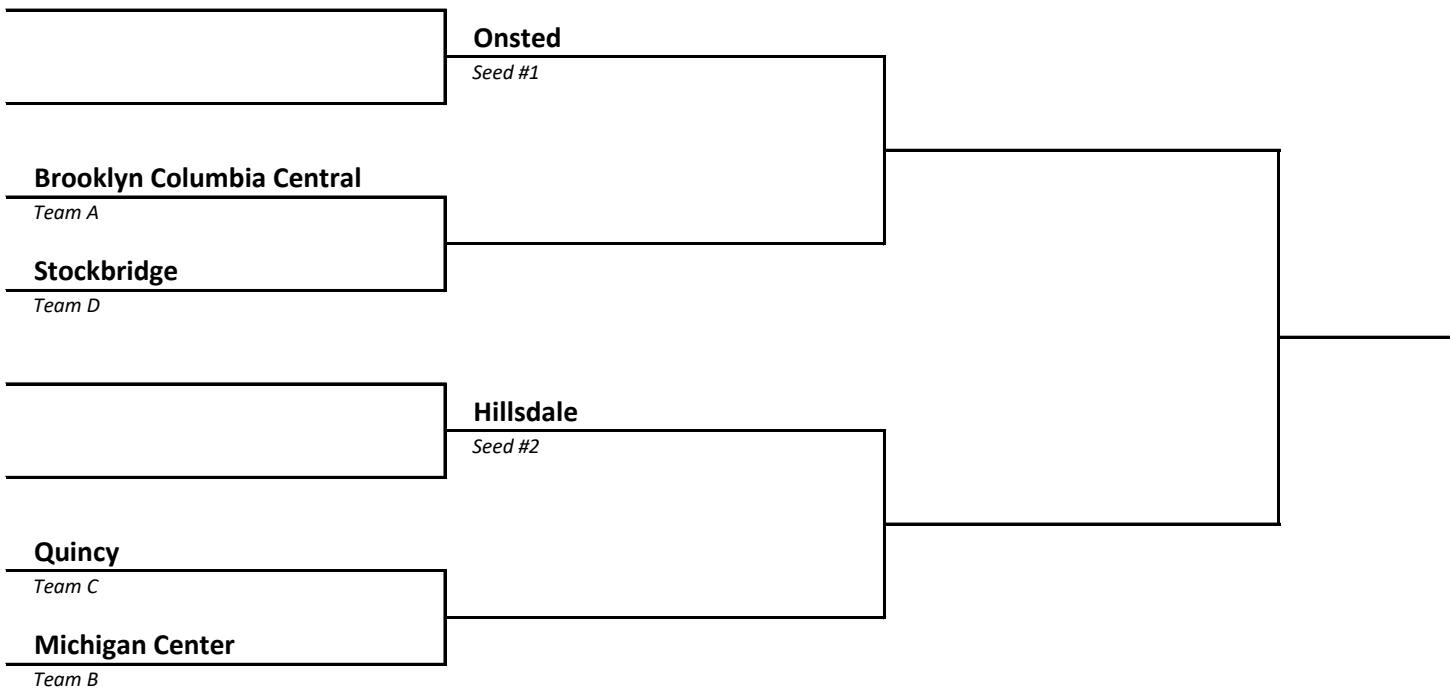 Onsted
Seed #1
Brooklyn Columbia Central
Team A
Stockbridge
Team D
Hillsdale
Seed #2
Quincy
Team C
Michigan Center
Team B